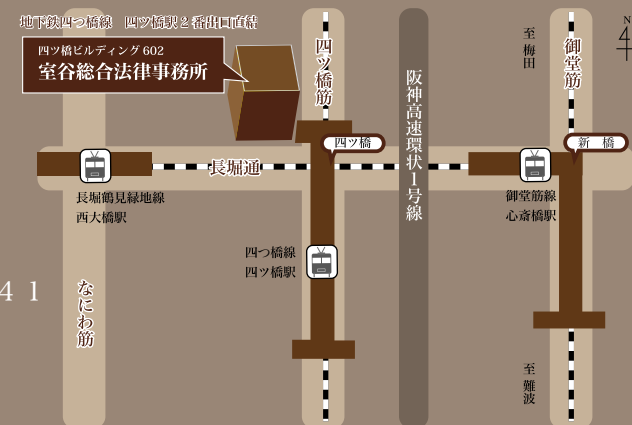 地下鉄四つ橋線 四ツ橋駅２番出口直結
四ツ橋ビルディング 602
室谷総合法律事務所
四ツ橋筋
阪神高速環状1号線
至 梅田
御堂筋
N
4
四ツ橋
新 橋
長堀通
長堀鶴見緑地線
西大橋駅
御堂筋線
心斎橋駅
四つ橋線
四ツ橋駅
４１
なにわ筋
至 難波